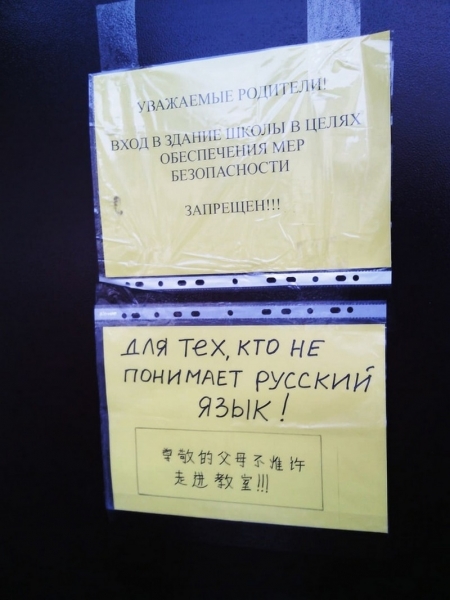 УВАЖАЕМЫЕ РОДИТЕЛИ!
ВХОД В ЗДАНИЕ ШКОЛЫ В ЦЕЛЯХ
ОБЕСПЕЧЕНИЯ МЕР
БЕЗОПАСНОСТИ
ЗАПРЕЩЕН!!!
ДЛЯ ТЕХ, КТО НЕ
ПОНИМАЕТ РУССКИЙ
ЯЗЫК!
尊敬的父母不准许
走进教室!!!